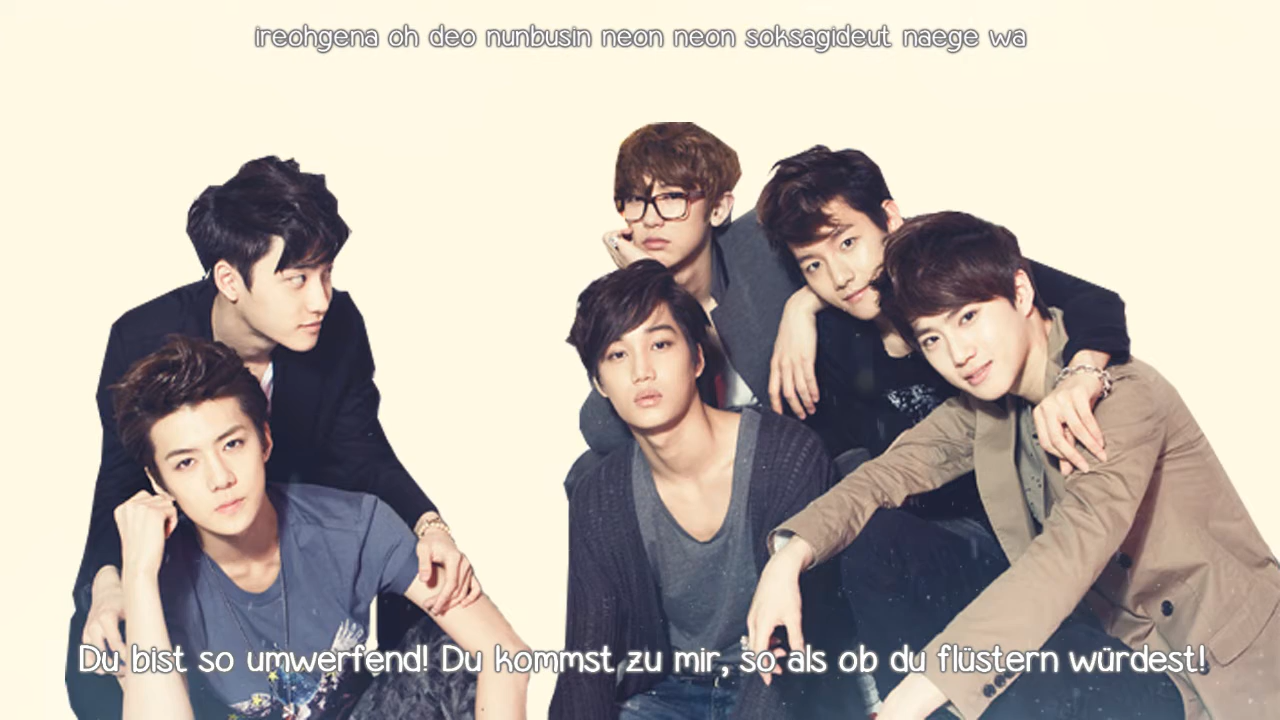 ireohgena oh deo nunbusin neon neon soksagideut naege wa
Du bist so umwerfend! Du kommst zu mir, so als ob du flüstern würdest!